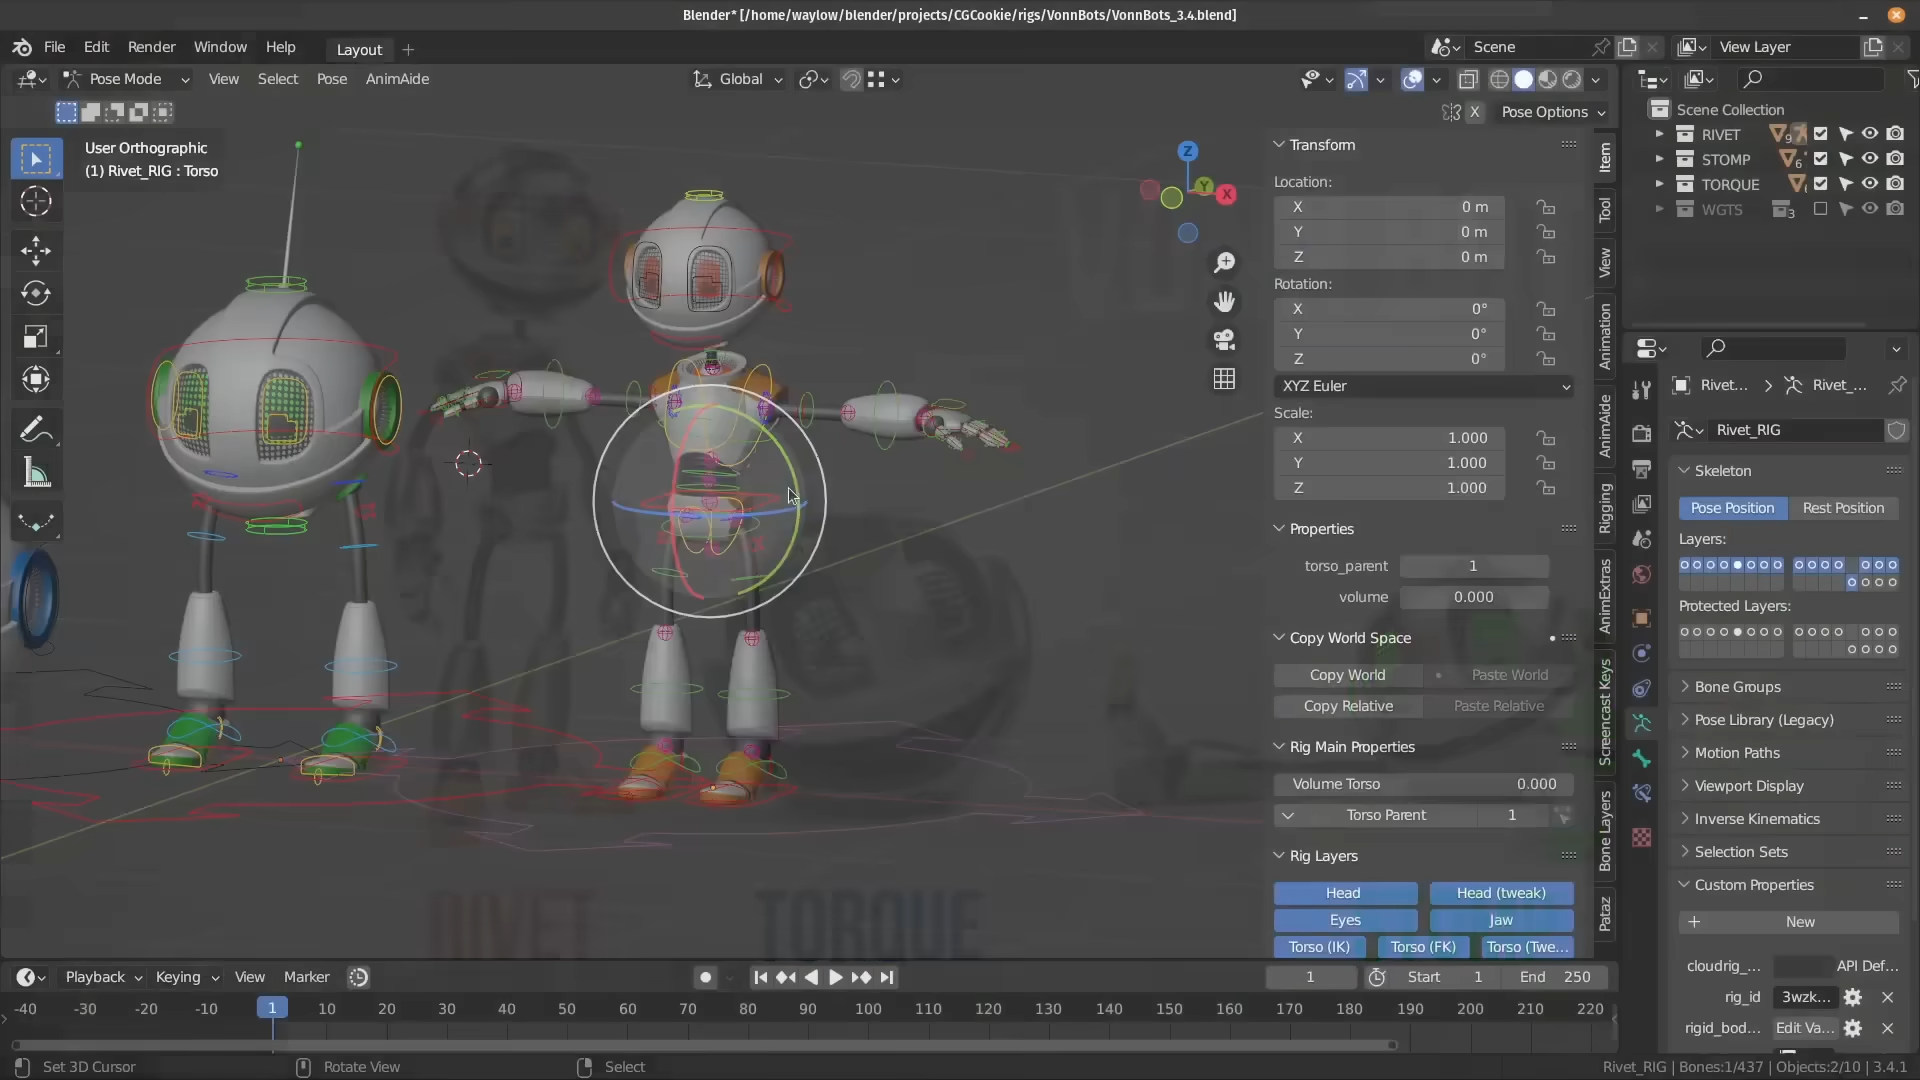 Blender* [/home/waylow/blender/projects/CGCookie/rigs/VonnBots/VonnBots_3.4.blend]
File Edit Render Window Help Layout + Scene View Layer
Pose Mode View Select Pose AnimAide Global
X Pose Options
User Orthographic
(1) Rivet_RIG : Torso
Z
Y
X
Transform
Location:
X 0 m
Y 0 m
Z 0 m
Rotation:
X 0°
Y 0°
Z 0°
XYZ Euler
Scale:
X 1.000
Y 1.000
Z 1.000
Properties
torso_parent 1
volume 0.000
Copy World Space
Copy World Paste World
Copy Relative Paste Relative
Rig Main Properties
Volume Torso 0.000
Torso Parent 1
Rig Layers
Head Head (tweak)
Eyes Jaw
Torso (IK) Torso (FK) Torso (Twe...
Item
Tool
View
Animation
AnimAide
Rigging
AnimExtras
Screencast Keys
Bone Layers
Pataz
Scene Collection
RIVET 9
STOMP 6
TORQUE
WGTS 3
Rivet... Rivet_...
Rivet_RIG
Skeleton
Pose Position Rest Position
Layers:
Protected Layers:
Bone Groups
Pose Library (Legacy)
Motion Paths
Viewport Display
Inverse Kinematics
Selection Sets
Custom Properties
+ New
cloudrig_... API Def...
rig_id 3wzk...
rigid_bod... Edit Va...
RIVET TORQUE
Playback Keying View Marker 1 Start 1 End 250
-40 -30 -20 -10 1 10 20 30 40 50 60 70 80 90 100 110 120 130 140 150 160 170 180 190 200 210 220
Set 3D Cursor Rotate View Select Rivet_RIG | Bones:1/437 | Objects:2/10 | 3.4.1